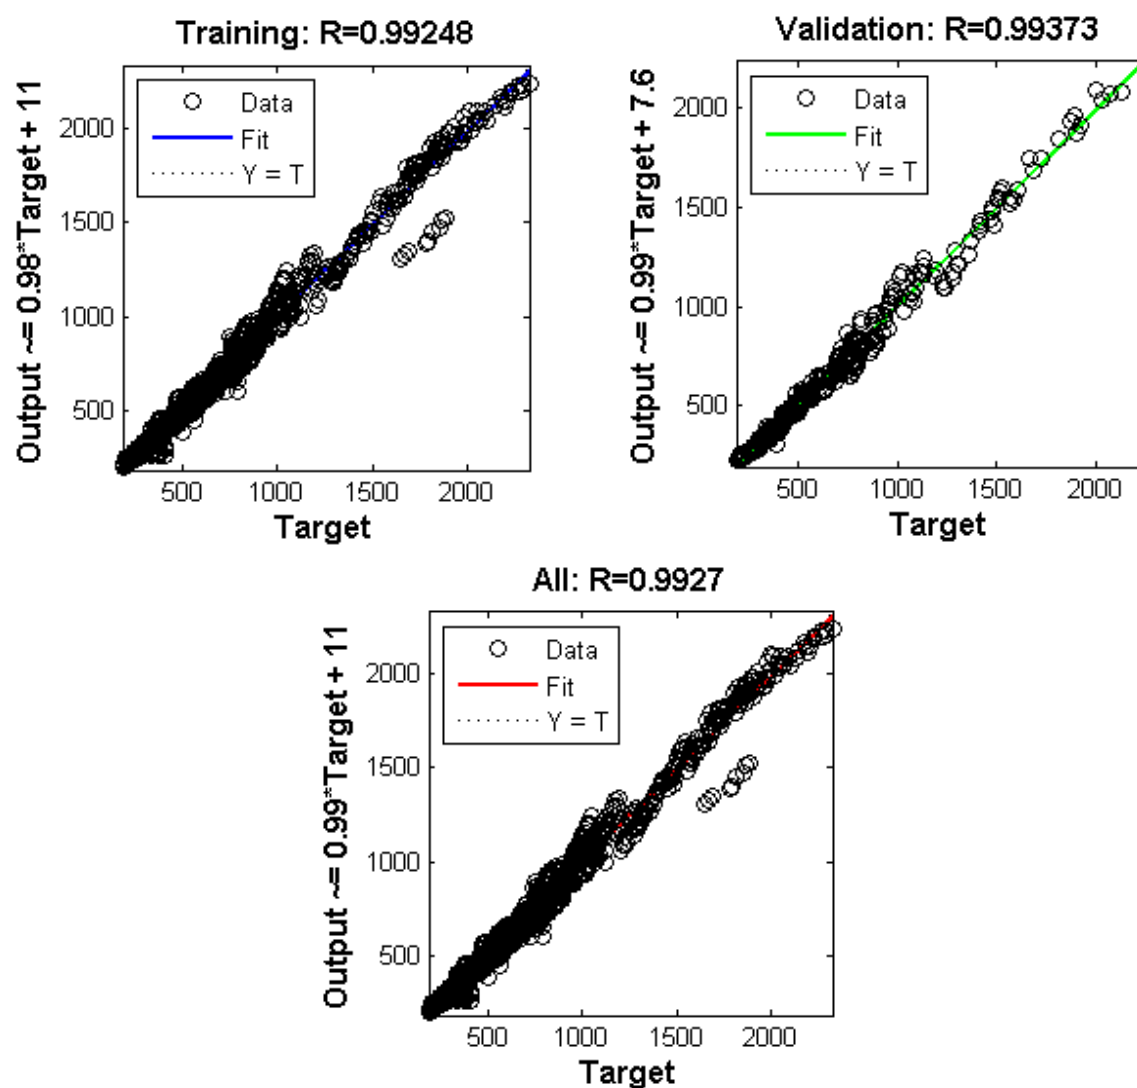 Training: R=0.99248
Output ~= 0.98*Target + 11
Data
Fit
Y = T
2000
1500
1000
500
500 1000 1500 2000
Target
Validation: R=0.99373
Output ~= 0.99*Target + 7.6
Data
Fit
Y = T
2000
1500
1000
500
500 1000 1500 2000
Target
All: R=0.9927
Output ~= 0.99*Target + 11
Data
Fit
Y = T
2000
1500
1000
500
500 1000 1500 2000
Target